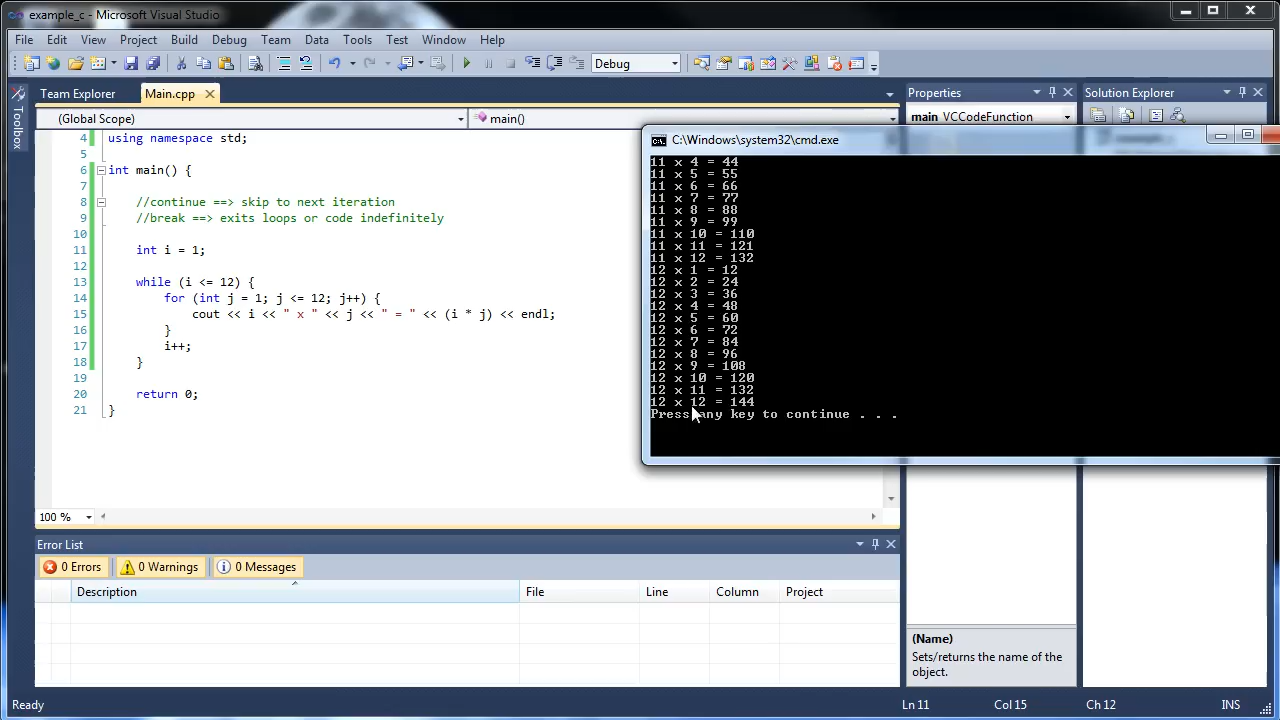 example_c - Microsoft Visual Studio
File Edit View Project Build Debug Team Data Tools Test Window Help
Debug
Team Explorer Main.cpp
Toolbox
(Global Scope) main()
4 using namespace std;
5
6 int main() {
7
8 //continue ==> skip to next iteration
9 //break ==> exits loops or code indefinitely
10
11 int i = 1;
12
13 while (i <= 12) {
14 for (int j = 1; j <= 12; j++) {
15 cout << i << " x " << j << " = " << (i * j) << endl;
16 }
17 i++;
18 }
19
20 return 0;
21 }
100 %
Properties
main VCCodeFunction
Solution Explorer
C:\Windows\system32\cmd.exe
11 x 4 = 44
11 x 5 = 55
11 x 6 = 66
11 x 7 = 77
11 x 8 = 88
11 x 9 = 99
11 x 10 = 110
11 x 11 = 121
11 x 12 = 132
12 x 1 = 12
12 x 2 = 24
12 x 3 = 36
12 x 4 = 48
12 x 5 = 60
12 x 6 = 72
12 x 7 = 84
12 x 8 = 96
12 x 9 = 108
12 x 10 = 120
12 x 11 = 132
12 x 12 = 144
Press any key to continue . . .
Error List
0 Errors 0 Warnings 0 Messages
Description File Line Column Project
(Name)
Sets/returns the name of the
object.
Ready Ln 11 Col 15 Ch 12 INS